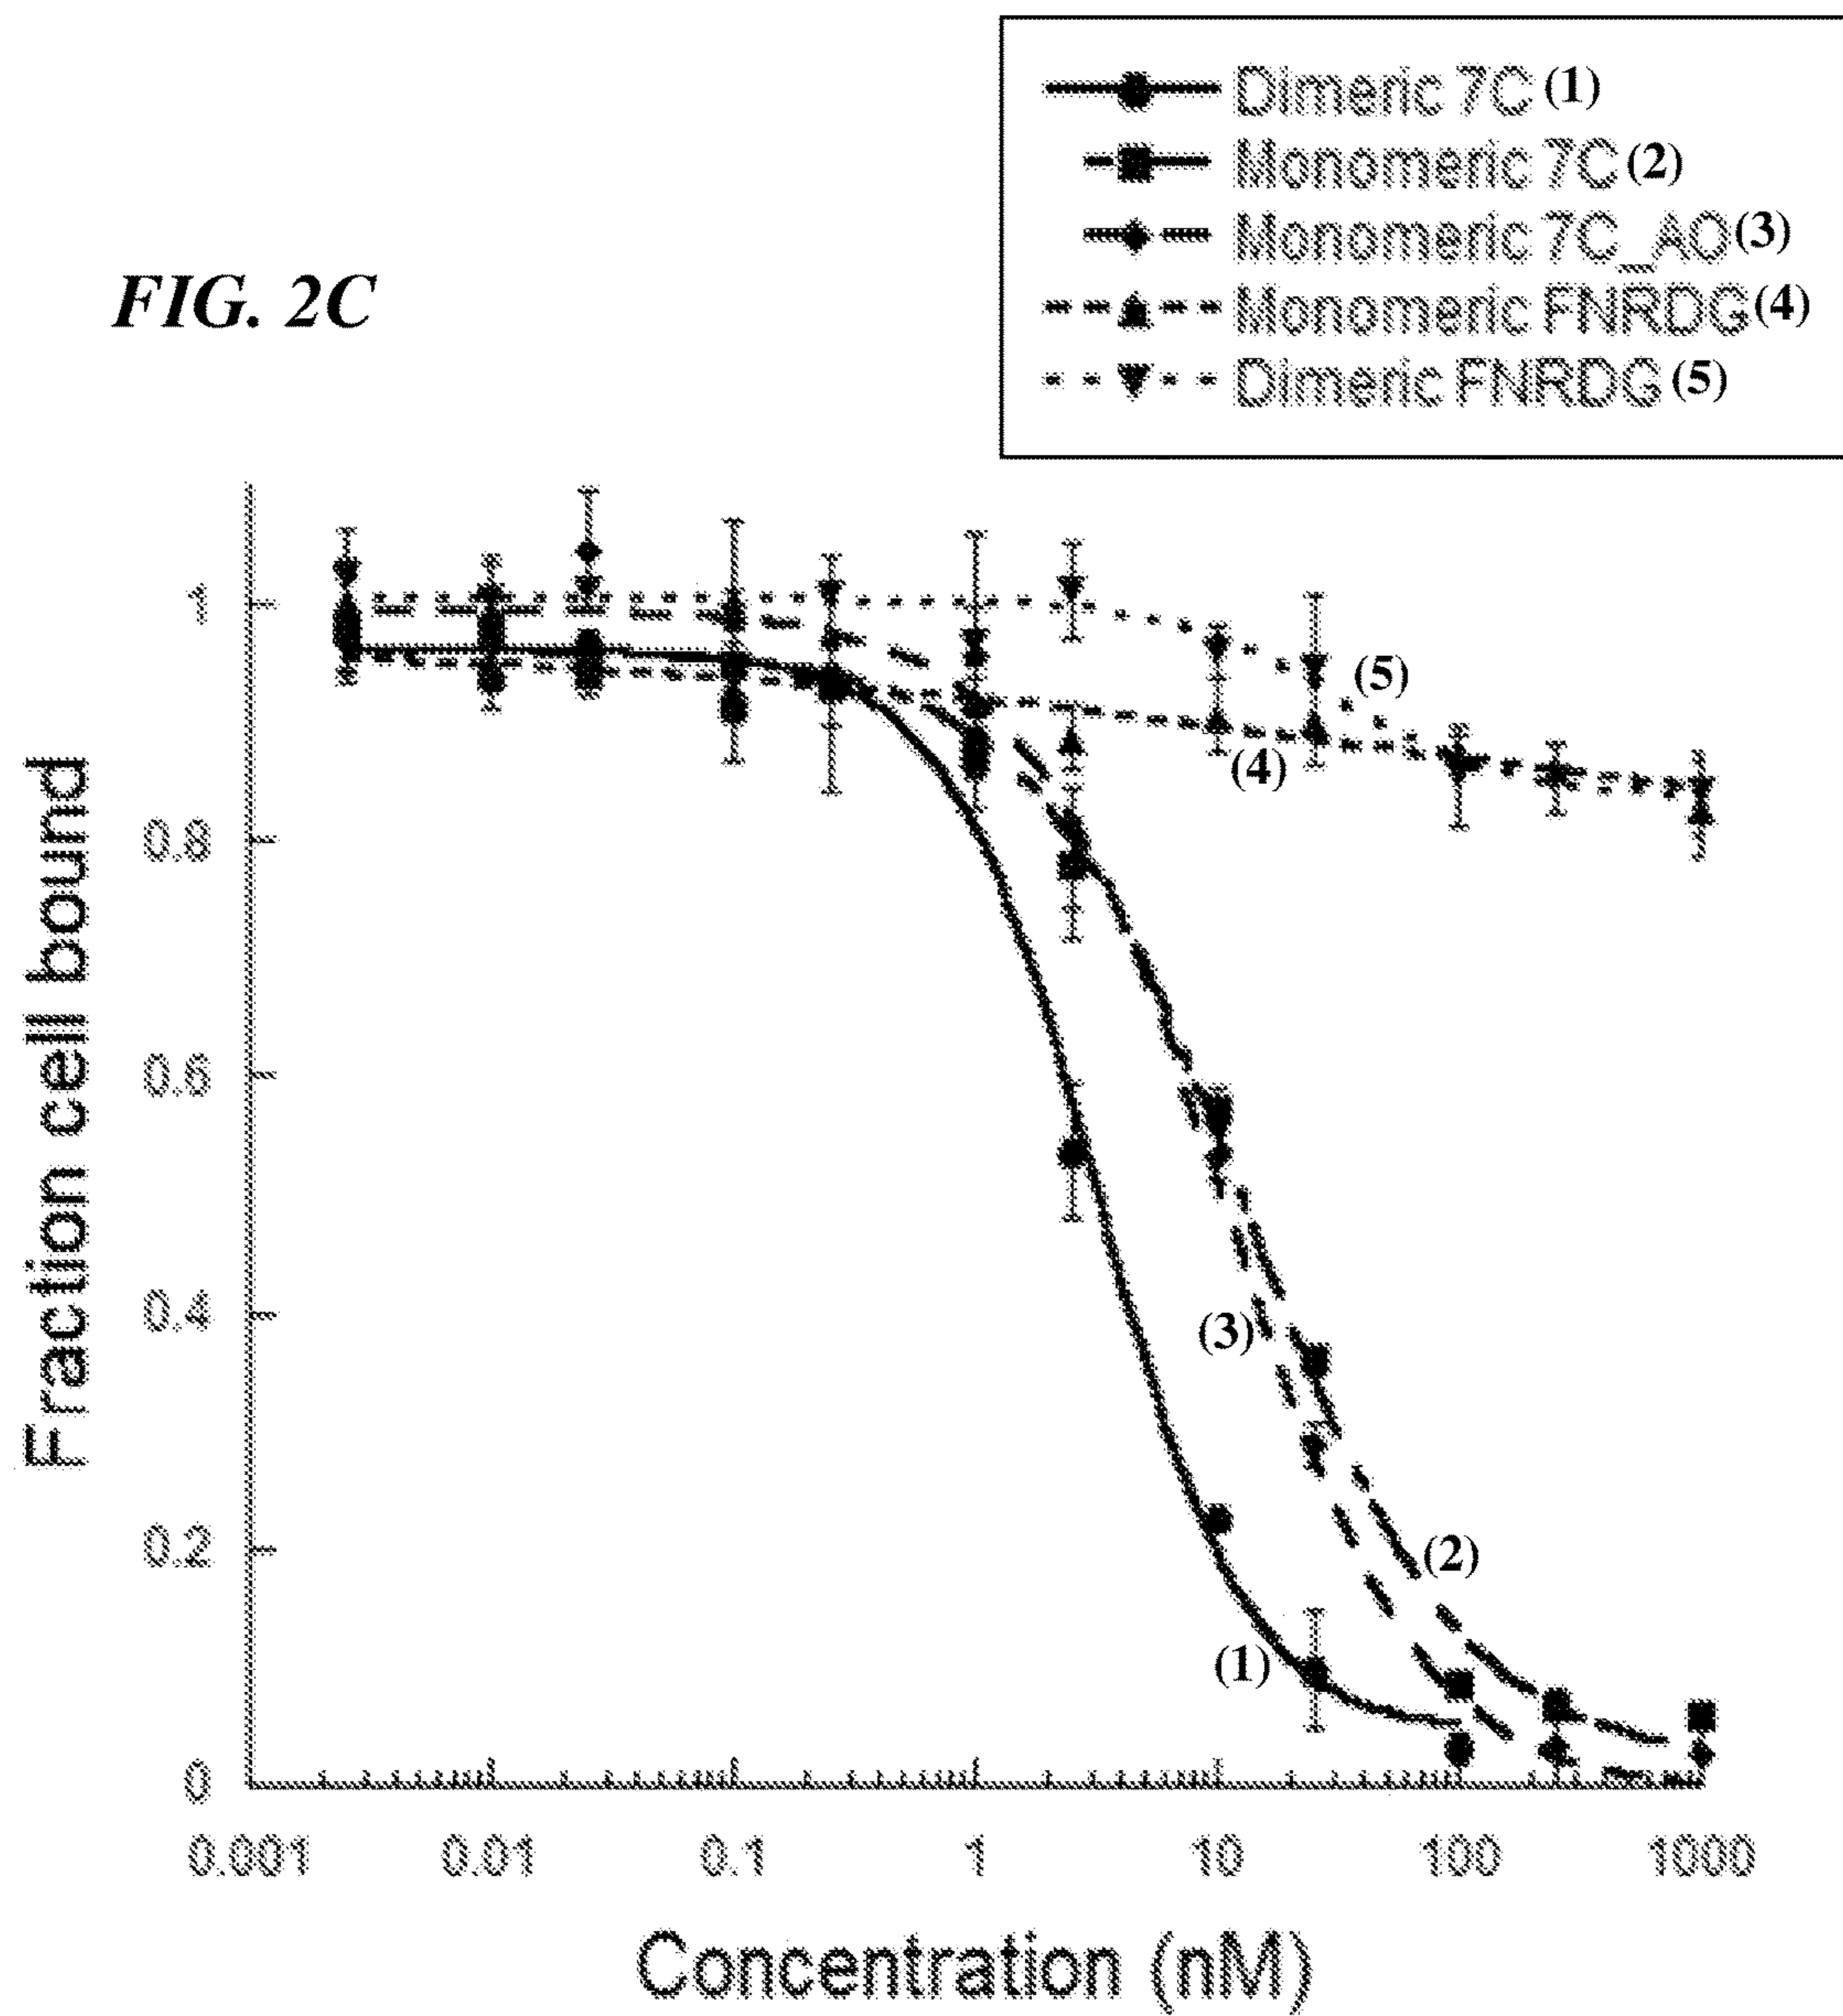 Dimeric 7C (1)
Monomeric 7C (2)
Monomeric 7C_AO (3)
Monomeric FNRDG (4)
Dimeric FNRDG (5)
FIG. 2C
Fraction cell bound
1
0.8
0.6
0.4
0.2
0
(5)
(4)
(3)
(2)
(1)
0.001 0.01 0.1 1 10 100 1000
Concentration (nM)